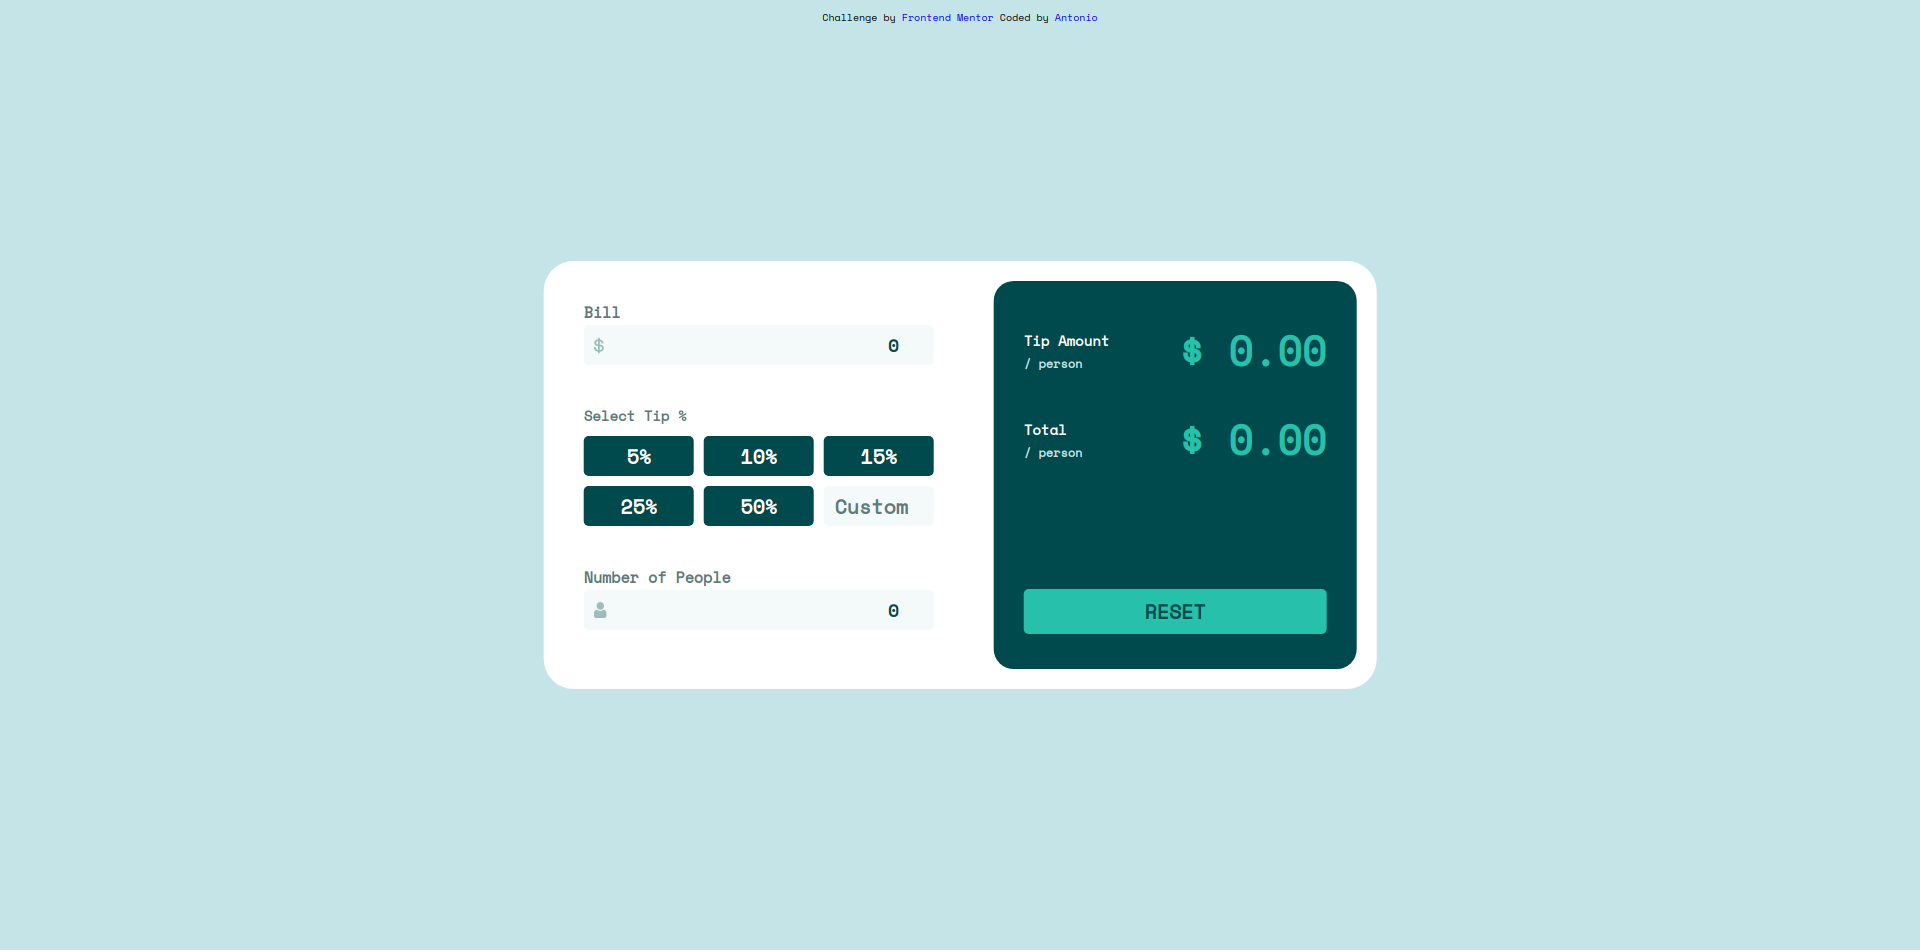 Challenge by Frontend Mentor Coded by Antonio
Bill
$ 0
Select Tip %
5% 10% 15%
25% 50% Custom
Number of People
0
Tip Amount
/ person
$ 0.00
Total
/ person
$ 0.00
RESET